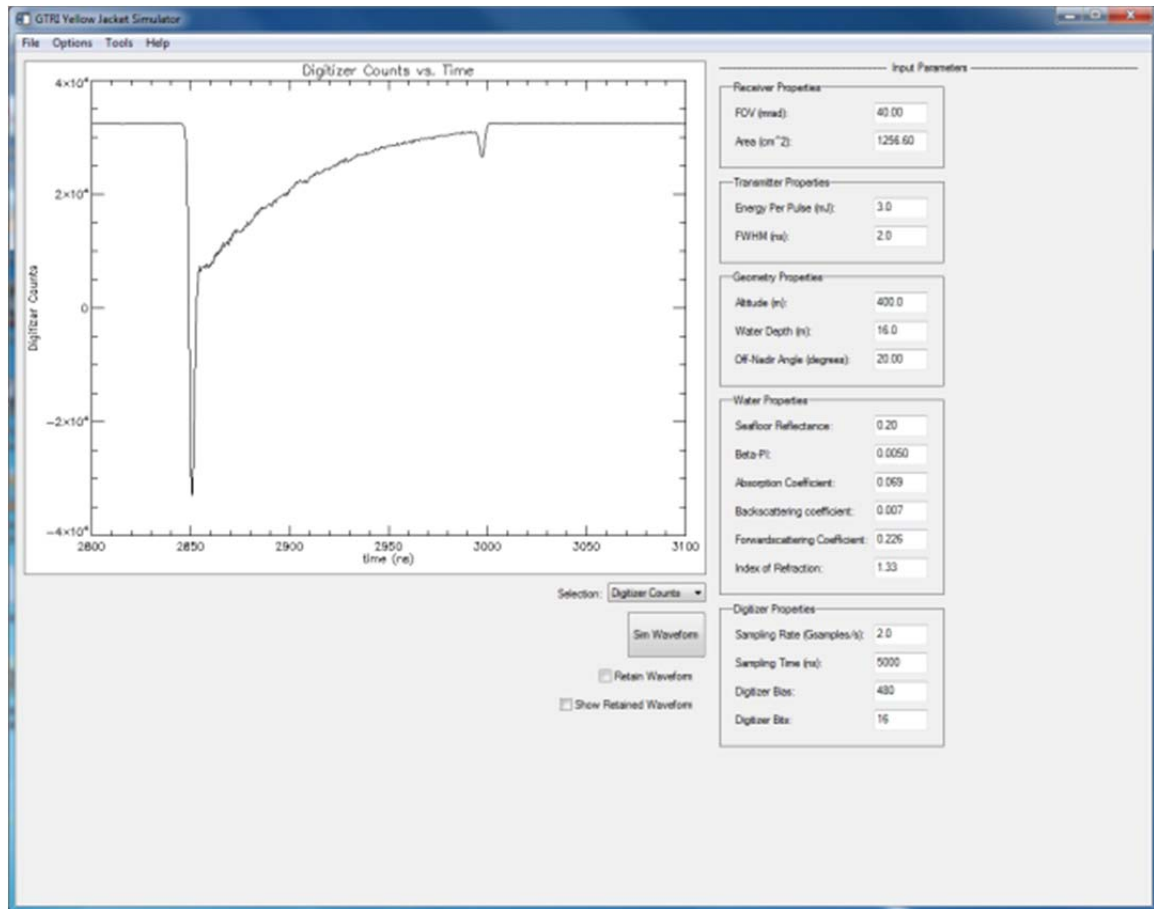 GTRI Yellow Jacket Simulator
File Options Tools Help
Digitizer Counts vs. Time
4×10⁴
2×10⁴
0
−2×10⁴
−4×10⁴
Digitizer Counts
2800 2850 2900 2950 3000 3050 3100
time (ns)
Selection: Digitizer Counts
Sim Waveform
Retain Waveform
Show Retained Waveform
Input Parameters
Receiver Properties
FOV (mrad): 40.00
Area (cm^2): 1256.60
Transmitter Properties
Energy Per Pulse (mJ): 3.0
FWHM (ns): 2.0
Geometry Properties
Altitude (m): 400.0
Water Depth (m): 16.0
Off-Nadir Angle (degrees): 20.00
Water Properties
Seafloor Reflectance: 0.20
Beta-Pi: 0.0050
Absorption Coefficient: 0.069
Backscattering coefficient: 0.007
Forwardscattering Coefficient: 0.226
Index of Refraction: 1.33
Digitizer Properties
Sampling Rate (Gsamples/s): 2.0
Sampling Time (ns): 5000
Digitizer Bias: 480
Digitizer Bits: 16